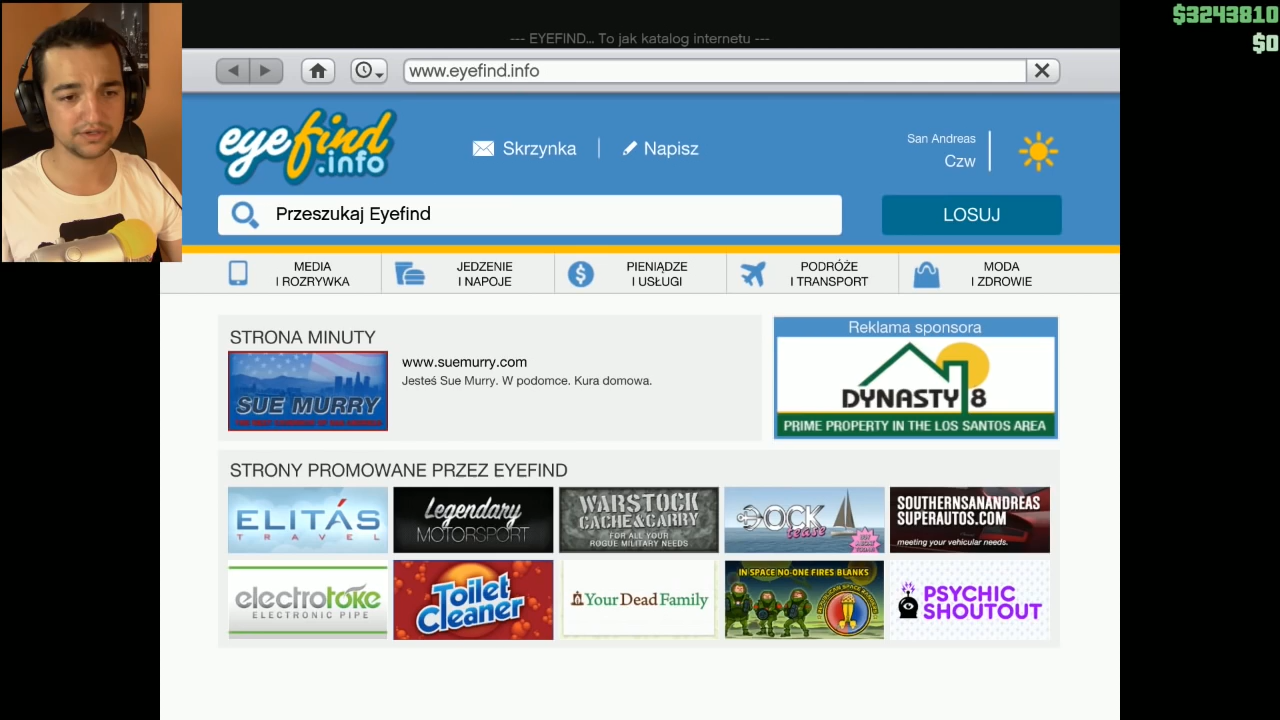 $3243810
$0
--- EYEFIND... To jak katalog internetu ---
www.eyefind.info
eyefind
.info
Skrzynka
Napisz
San Andreas
Czw
Przeszukaj Eyefind
LOSUJ
MEDIA
I ROZRYWKA
JEDZENIE
I NAPOJE
PIENIĄDZE
I USŁUGI
PODRÓŻE
I TRANSPORT
MODA
I ZDROWIE
STRONA MINUTY
SUE MURRY
www.suemurry.com
Jesteś Sue Murry. W podomce. Kura domowa.
Reklama sponsora
DYNASTY 8
PRIME PROPERTY IN THE LOS SANTOS AREA
STRONY PROMOWANE PRZEZ EYEFIND
ELITÁS
TRAVEL
Legendary
MOTORSPORT
WARSTOCK
CACHE & CARRY
FOR ALL YOUR
ROGUE MILITARY NEEDS
DOCK
tease
SOUTHERNSANANDREAS
SUPERAUTOS.COM
meeting your vehicular needs.
electrotoke
ELECTRONIC PIPE
Toilet
Cleaner
Your Dead Family
IN SPACE NO-ONE FIRES BLANKS
PSYCHIC
SHOUTOUT